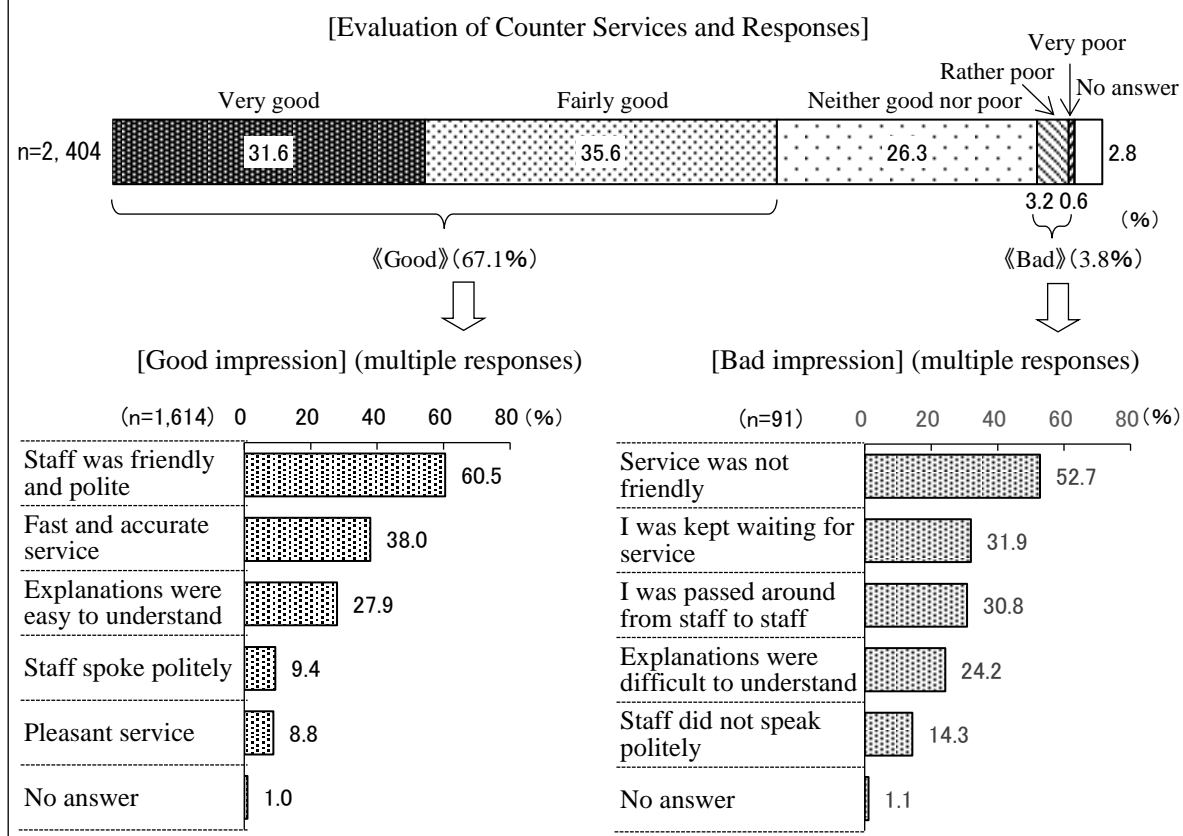 [Evaluation of Counter Services and Responses]
Very poor
Rather poor
No answer
Very good
Fairly good
Neither good nor poor
n=2, 404
31.6
35.6
26.3
2.8
3.2 0.6
(%)
《Good》(67.1%)
《Bad》(3.8%)
[Good impression] (multiple responses)
(n=1,614) 0 20 40 60 80 (%)
Staff was friendly
and polite
60.5
Fast and accurate
service
38.0
Explanations were
easy to understand
27.9
Staff spoke politely
9.4
Pleasant service
8.8
No answer
1.0
[Bad impression] (multiple responses)
(n=91) 0 20 40 60 80 (%)
Service was not
friendly
52.7
I was kept waiting for
service
31.9
I was passed around
from staff to staff
30.8
Explanations were
difficult to understand
24.2
Staff did not speak
politely
14.3
No answer
1.1